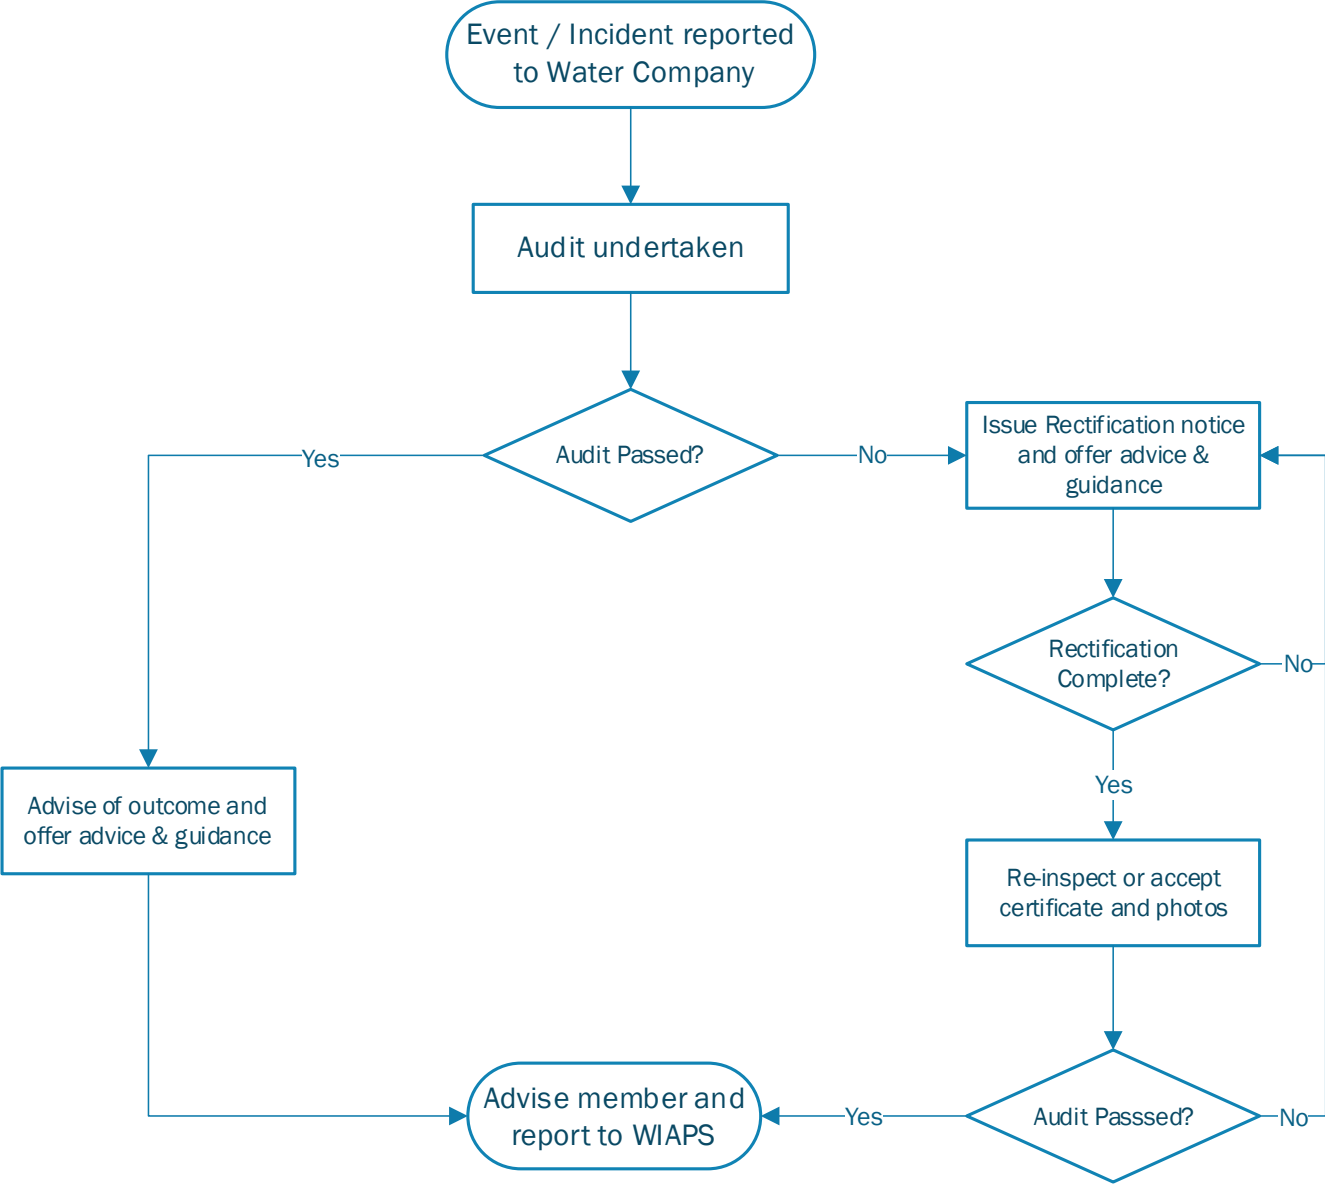 Event / Incident reported
to Water Company
Audit undertaken
Audit Passed?
Yes
No
Issue Rectification notice
and offer advice &
guidance
Rectification
Complete?
No
Yes
Advise of outcome and
offer advice & guidance
Re-inspect or accept
certificate and photos
Advise member and
report to WIAPS
Yes
Audit Passsed?
No